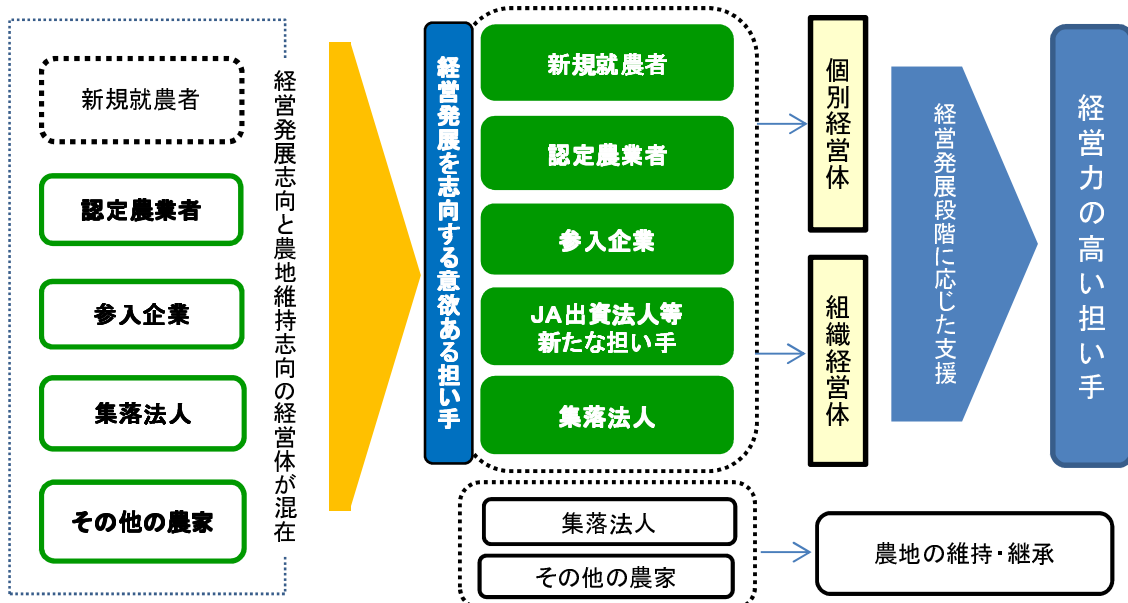 新規就農者
認定農業者
参入企業
集落法人
その他の農家
経営発展志向と農地維持志向の経営体が混在
経営発展を志向する意欲ある担い手
新規就農者
認定農業者
参入企業
JA出資法人等
新たな担い手
集落法人
集落法人
その他の農家
個別経営体
組織経営体
経営発展段階に応じた支援
経営力の高い担い手
農地の維持・継承